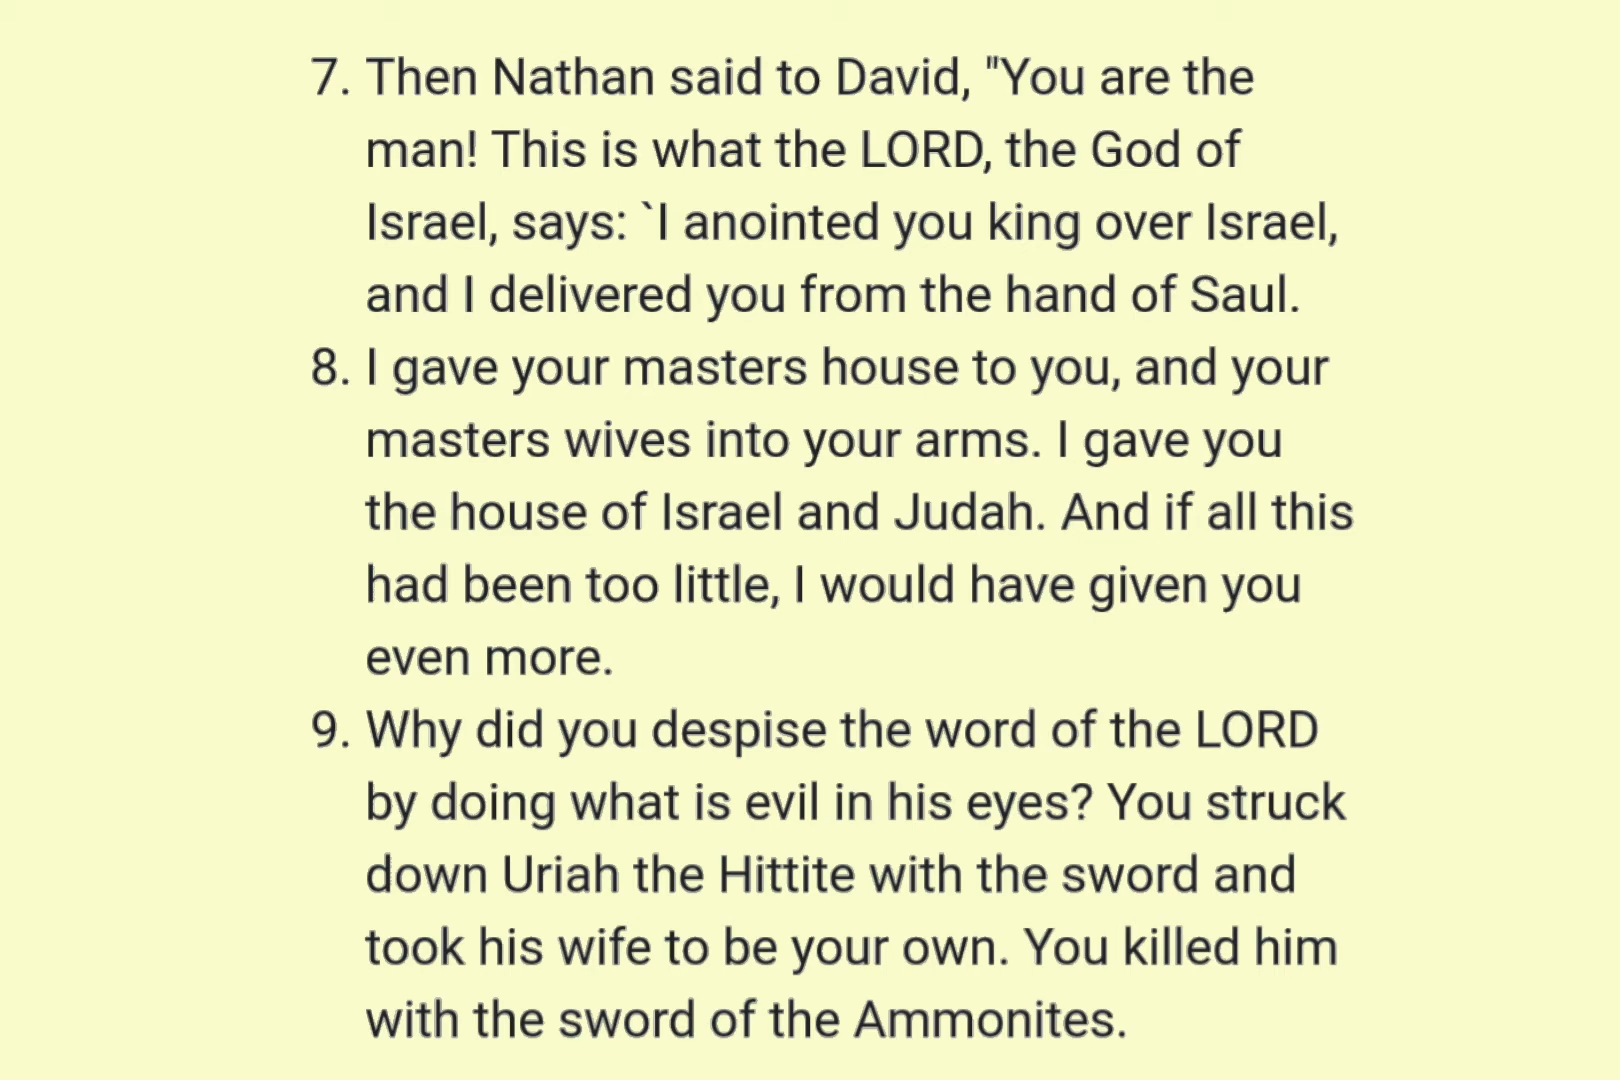 7. Then Nathan said to David, "You are the
man! This is what the LORD, the God of
Israel, says: `I anointed you king over Israel,
and I delivered you from the hand of Saul.
8. I gave your masters house to you, and your
masters wives into your arms. I gave you
the house of Israel and Judah. And if all this
had been too little, I would have given you
even more.
9. Why did you despise the word of the LORD
by doing what is evil in his eyes? You struck
down Uriah the Hittite with the sword and
took his wife to be your own. You killed him
with the sword of the Ammonites.